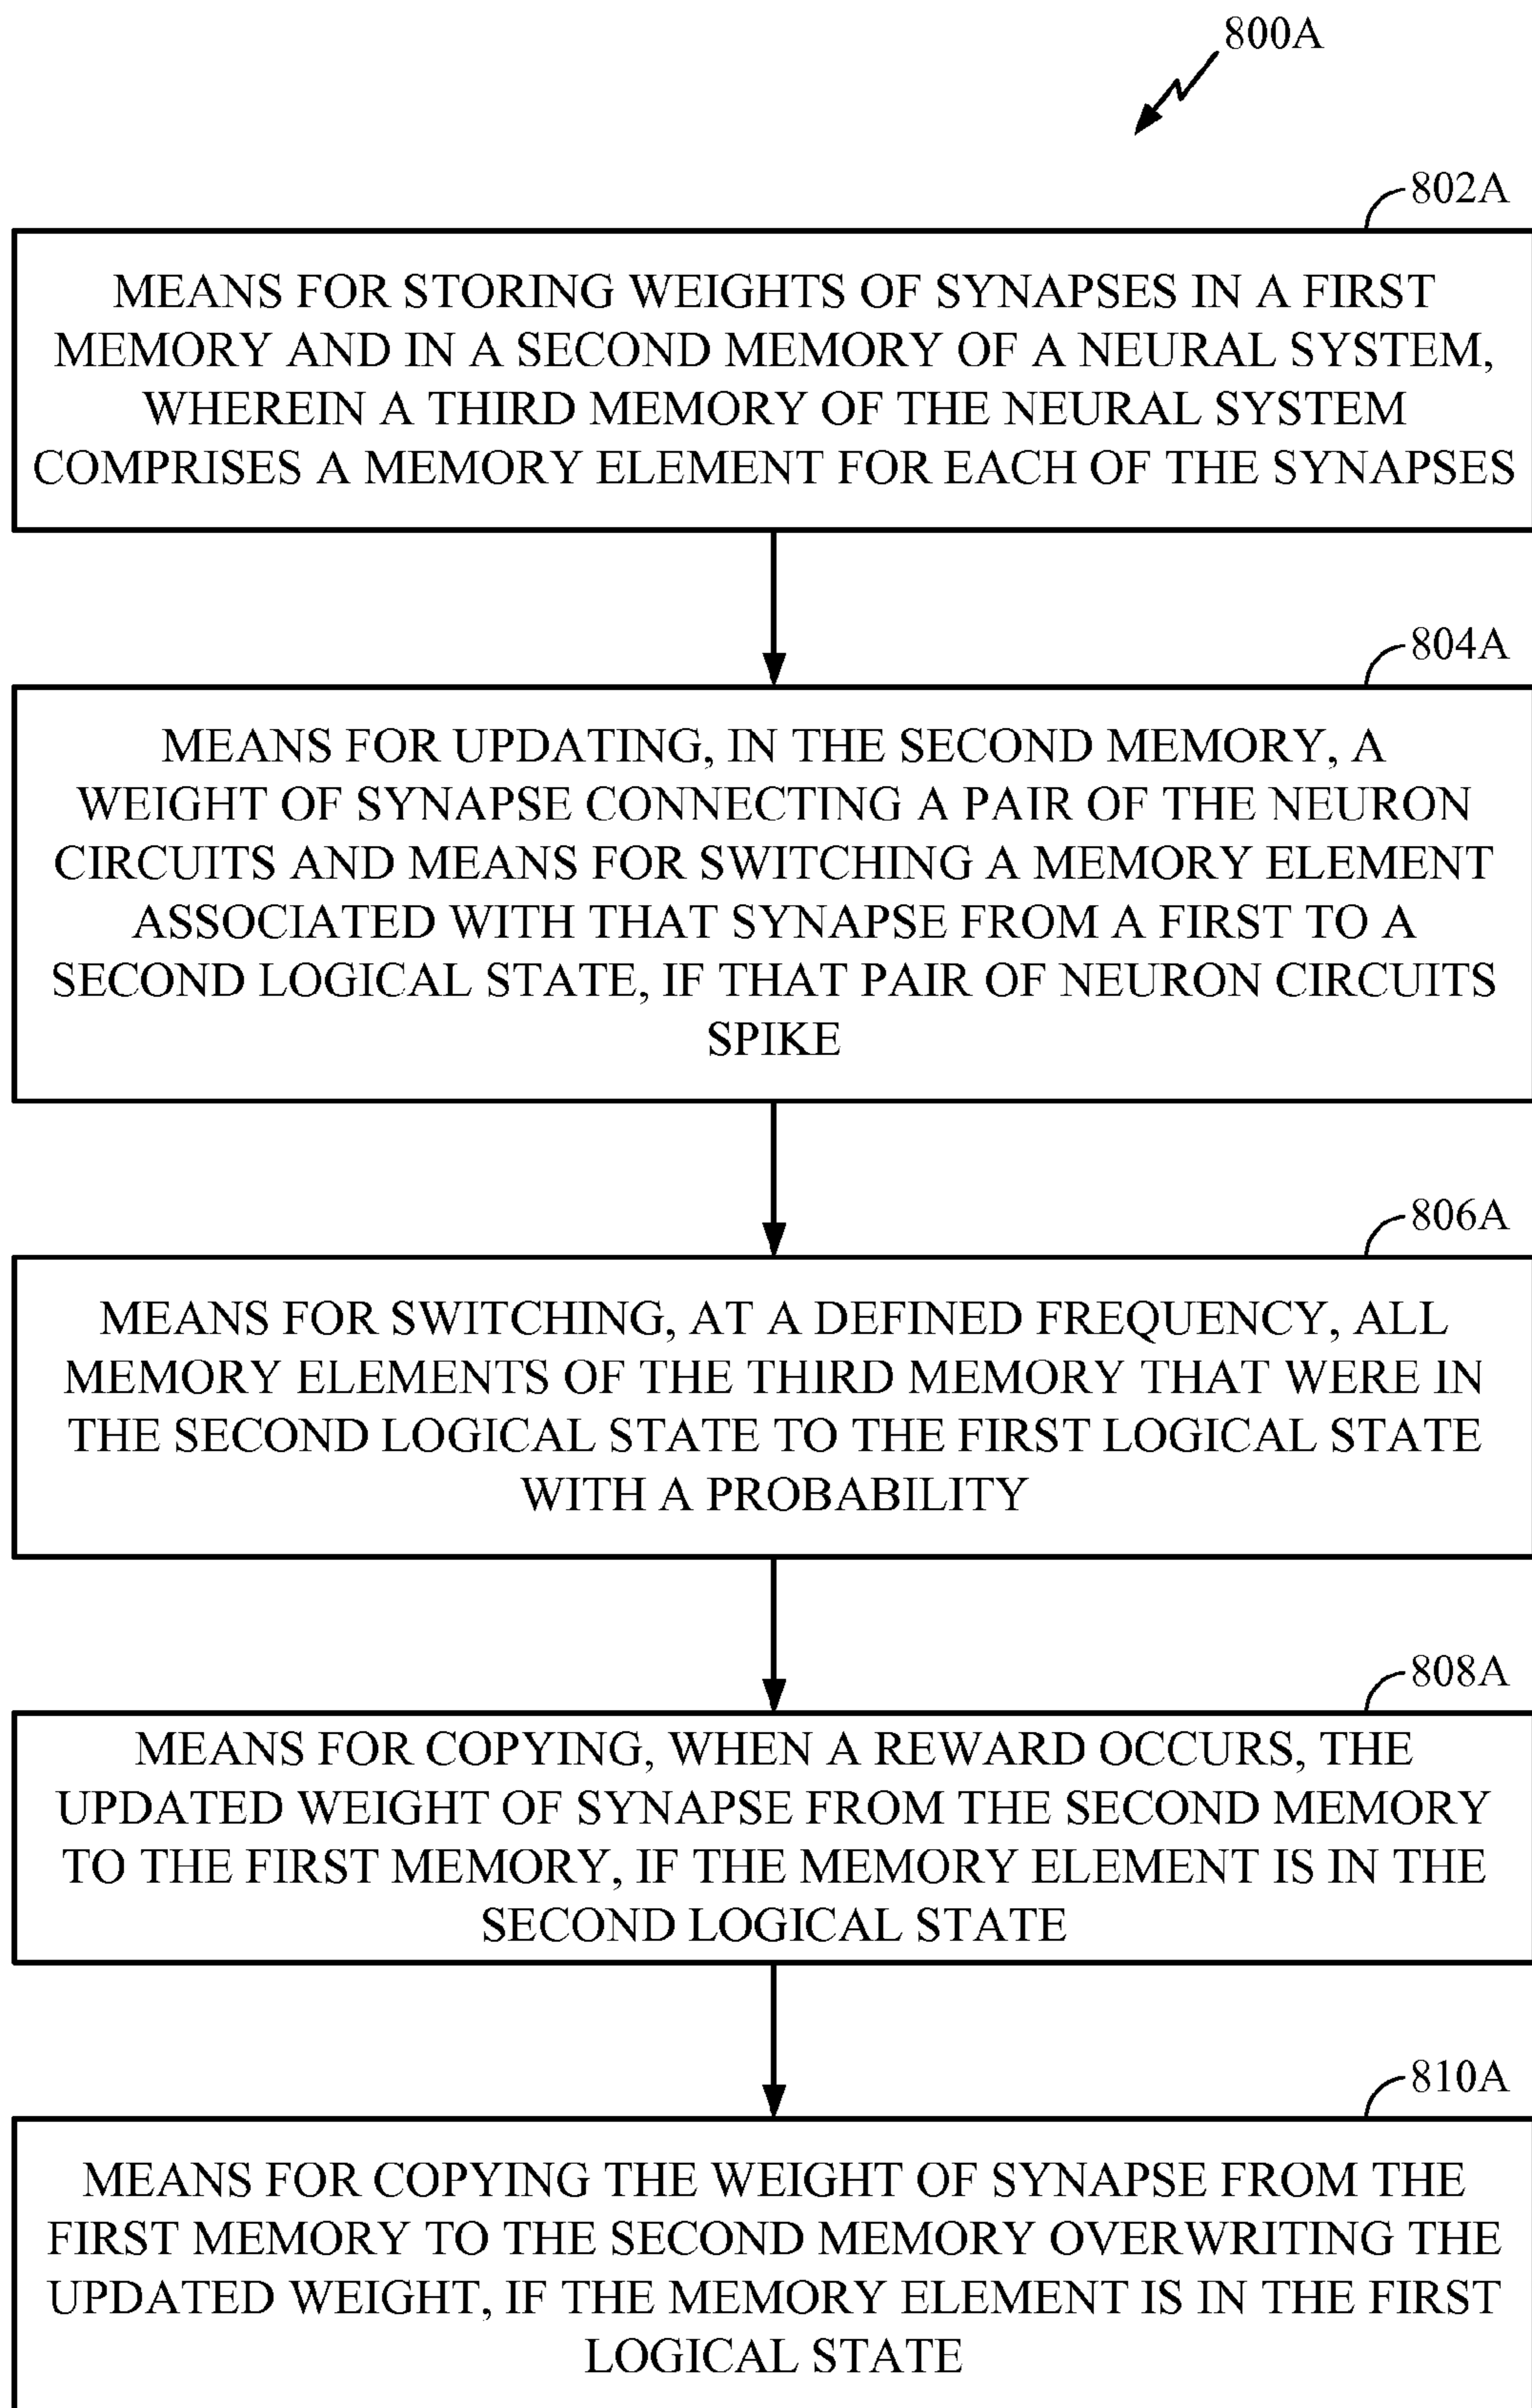 800A
802A
MEANS FOR STORING WEIGHTS OF SYNAPSES IN A FIRST
MEMORY AND IN A SECOND MEMORY OF A NEURAL SYSTEM,
WHEREIN A THIRD MEMORY OF THE NEURAL SYSTEM
COMPRISES A MEMORY ELEMENT FOR EACH OF THE SYNAPSES
804A
MEANS FOR UPDATING, IN THE SECOND MEMORY, A
WEIGHT OF SYNAPSE CONNECTING A PAIR OF THE NEURON
CIRCUITS AND MEANS FOR SWITCHING A MEMORY ELEMENT
ASSOCIATED WITH THAT SYNAPSE FROM A FIRST TO A
SECOND LOGICAL STATE, IF THAT PAIR OF NEURON CIRCUITS
SPIKE
806A
MEANS FOR SWITCHING, AT A DEFINED FREQUENCY, ALL
MEMORY ELEMENTS OF THE THIRD MEMORY THAT WERE IN
THE SECOND LOGICAL STATE TO THE FIRST LOGICAL STATE
WITH A PROBABILITY
808A
MEANS FOR COPYING, WHEN A REWARD OCCURS, THE
UPDATED WEIGHT OF SYNAPSE FROM THE SECOND MEMORY
TO THE FIRST MEMORY, IF THE MEMORY ELEMENT IS IN THE
SECOND LOGICAL STATE
810A
MEANS FOR COPYING THE WEIGHT OF SYNAPSE FROM THE
FIRST MEMORY TO THE SECOND MEMORY OVERWRITING THE
UPDATED WEIGHT, IF THE MEMORY ELEMENT IS IN THE FIRST
LOGICAL STATE